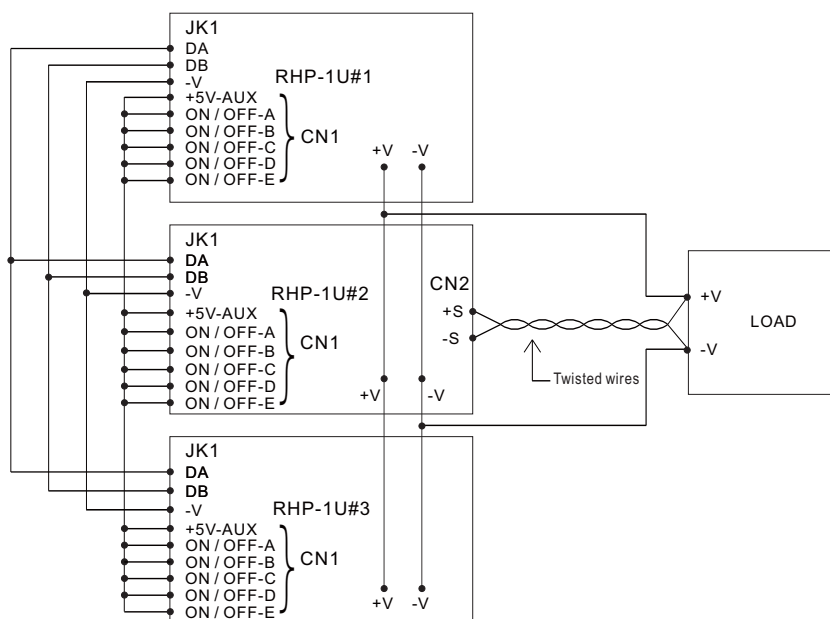 JK1
DA
DB
-V
RHP-1U#1
+5V-AUX
ON / OFF-A
ON / OFF-B
ON / OFF-C
ON / OFF-D
ON / OFF-E
CN1
+V
-V
JK1
DA
DB
-V
RHP-1U#2
+5V-AUX
ON / OFF-A
ON / OFF-B
ON / OFF-C
ON / OFF-D
ON / OFF-E
CN1
CN2
+S
-S
+V
-V
Twisted wires
+V
-V
LOAD
JK1
DA
DB
-V
RHP-1U#3
+5V-AUX
ON / OFF-A
ON / OFF-B
ON / OFF-C
ON / OFF-D
ON / OFF-E
CN1
+V
-V